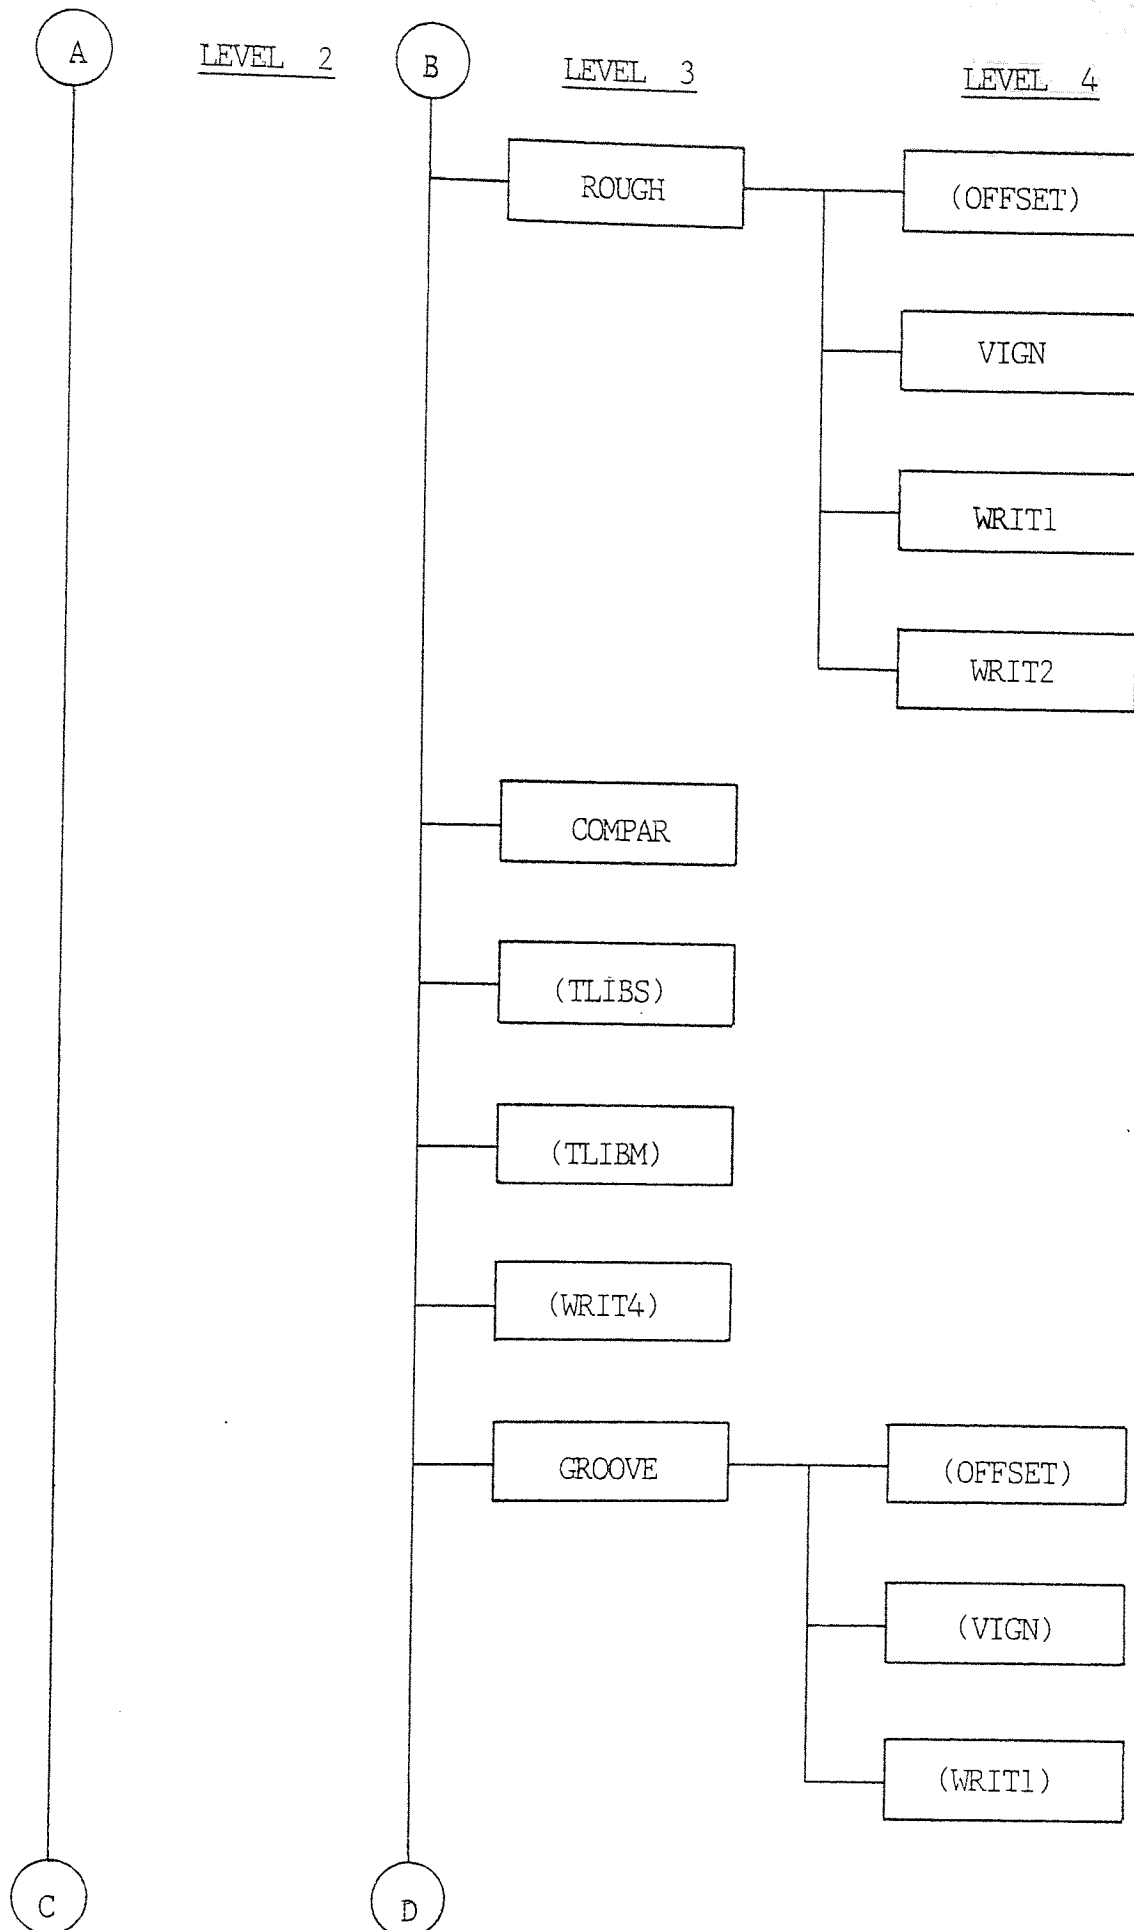 A
LEVEL 2
B
LEVEL 3
LEVEL 4
ROUGH
(OFFSET)
VIGN
WRIT1
WRIT2
COMPAR
(TLIBS)
(TLIBM)
(WRIT4)
GROOVE
(OFFSET)
(VIGN)
(WRIT1)
C
D